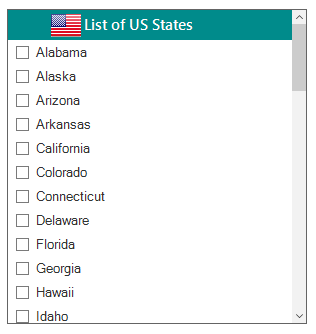 List of US States
Alabama
Alaska
Arizona
Arkansas
California
Colorado
Connecticut
Delaware
Florida
Georgia
Hawaii
Idaho